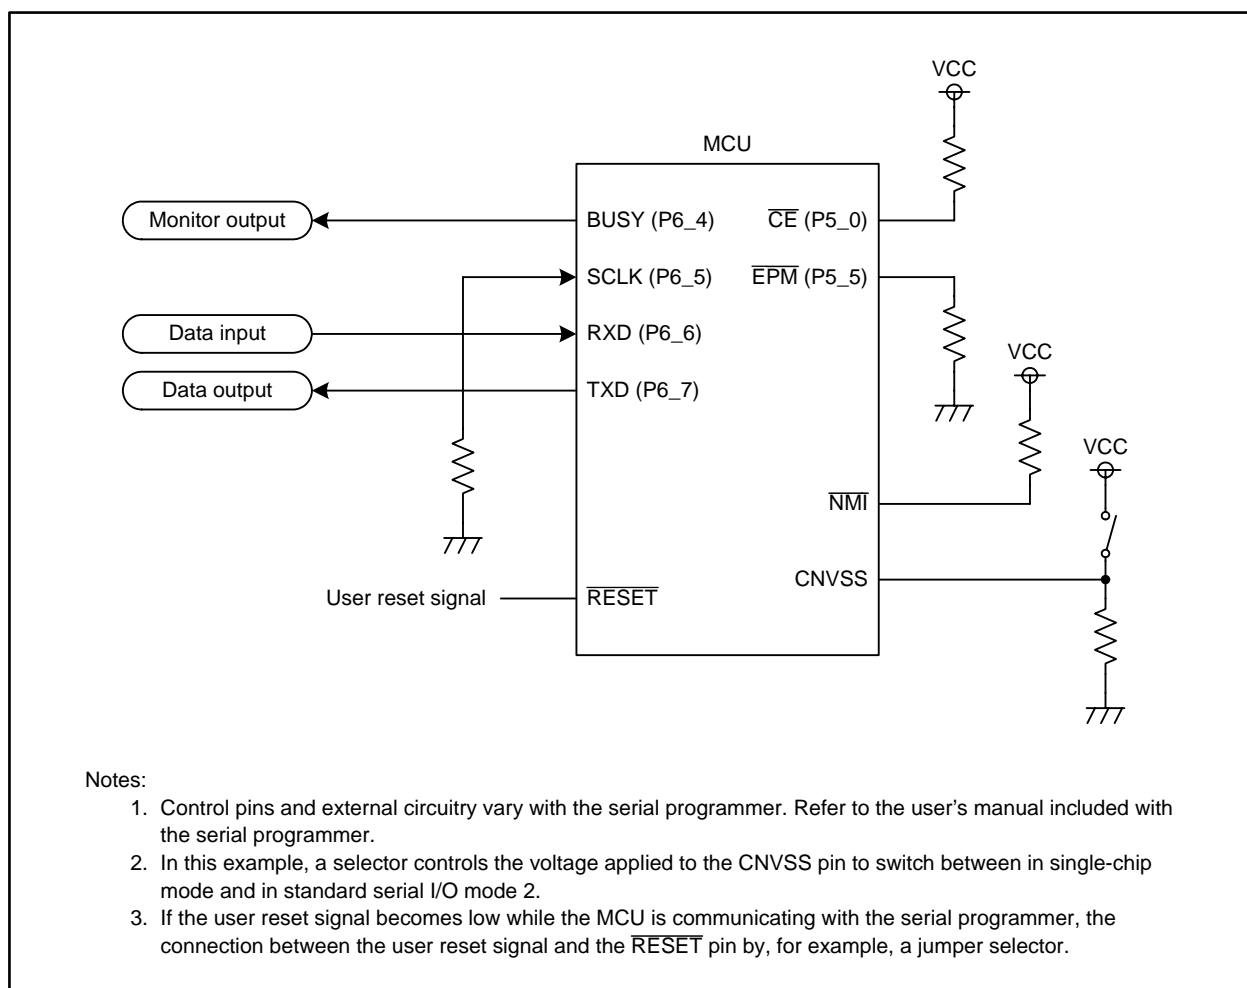 VCC
MCU
Monitor output
BUSY (P6_4)
C̅E̅ (P5_0)
SCLK (P6_5)
E̅P̅M̅ (P5_5)
Data input
RXD (P6_6)
VCC
Data output
TXD (P6_7)
VCC
N̅M̅I̅
CNVSS
User reset signal
R̅E̅S̅E̅T̅
Notes:
1. Control pins and external circuitry vary with the serial programmer. Refer to the user's manual included with
the serial programmer.
2. In this example, a selector controls the voltage applied to the CNVSS pin to switch between in single-chip
mode and in standard serial I/O mode 2.
3. If the user reset signal becomes low while the MCU is communicating with the serial programmer, the
connection between the user reset signal and the R̅E̅S̅E̅T̅ pin by, for example, a jumper selector.